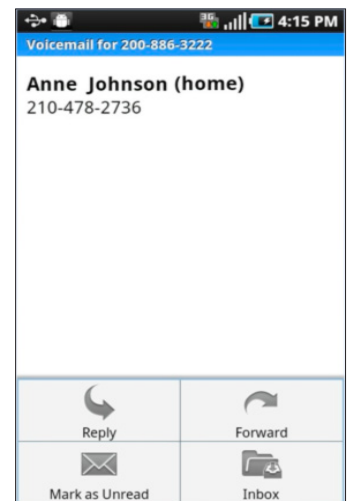 3G 4:15 PM
Voicemail for 200-886-3222
Anne Johnson (home)
210-478-2736
Reply Forward
Mark as Unread Inbox